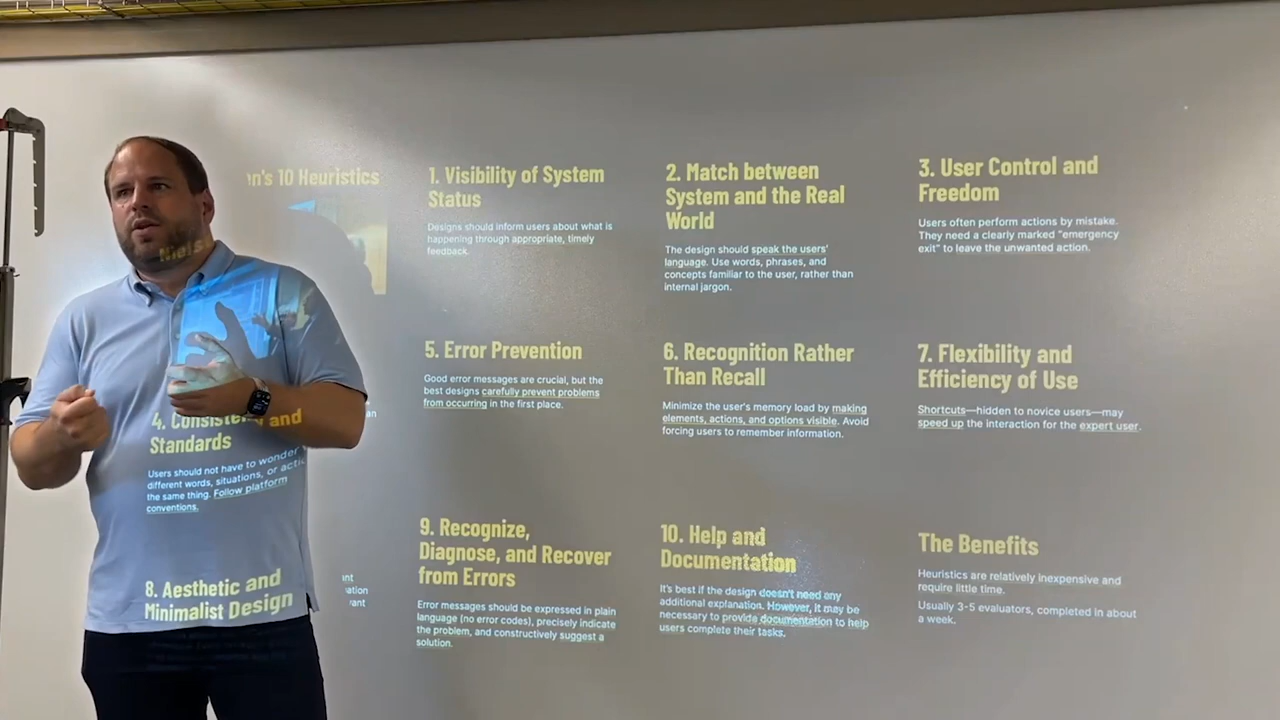 Niels
n's 10 Heuristics
1. Visibility of System
Status
Designs should inform users about what is
happening through appropriate, timely
feedback.
2. Match between
System and the Real
World
The design should speak the users'
language. Use words, phrases, and
concepts familiar to the user, rather than
internal jargon.
3. User Control and
Freedom
Users often perform actions by mistake.
They need a clearly marked "emergency
exit" to leave the unwanted action.
4. Consistency and
Standards
Users should not have to wonder
different words, situations, or acti
the same thing. Follow platform
conventions.
an
5. Error Prevention
Good error messages are crucial, but the
best designs carefully prevent problems
from occurring in the first place.
6. Recognition Rather
Than Recall
Minimize the user's memory load by making
elements, actions, and options visible. Avoid
forcing users to remember information.
7. Flexibility and
Efficiency of Use
Shortcuts—hidden to novice users—may
speed up the interaction for the expert user.
8. Aesthetic and
Minimalist Design
nt
ation
rant
9. Recognize,
Diagnose, and Recover
from Errors
Error messages should be expressed in plain
language (no error codes), precisely indicate
the problem, and constructively suggest a
solution.
10. Help and
Documentation
It's best if the design doesn't need any
additional explanation. However, it may be
necessary to provide documentation to help
users complete their tasks.
The Benefits
Heuristics are relatively inexpensive and
require little time.
Usually 3-5 evaluators, completed in about
a week.